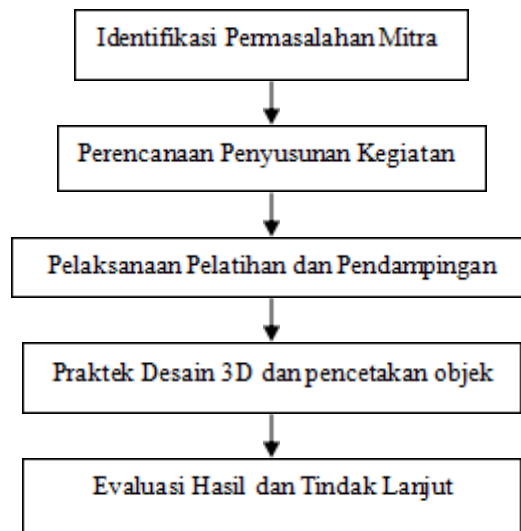 Identifikasi Permasalahan Mitra
Perencanaan Penyusunan Kegiatan
Pelaksanaan Pelatihan dan Pendampingan
Praktek Desain 3D dan pencetakan objek
Evaluasi Hasil dan Tindak Lanjut